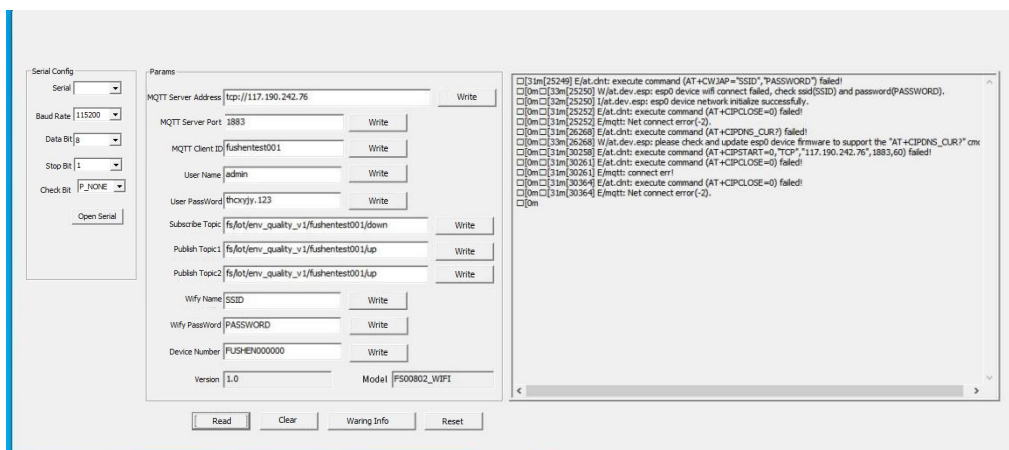 Serial Config
Serial
Baud Rate 115200
Data Bit 8
Stop Bit 1
Check Bit P_NONE
Open Serial
Params
MQTT Server Address tcp://117.190.242.76 Write
MQTT Server Port 1883 Write
MQTT Client ID fushentest001 Write
User Name admin Write
User PassWord thcxyjy.123 Write
Subscribe Topic fs/lot/env_quality_v1/fushentest001/down Write
Publish Topic1 fs/lot/env_quality_v1/fushentest001/up Write
Publish Topic2 fs/lot/env_quality_v1/fushentest001/up Write
Wify Name SSID Write
Wify PassWord PASSWORD Write
Device Number FUSHEN000000 Write
Version 1.0 Model FS00802_WIFI
Read Clear Waring Info Reset
□[31m[25249] E/at.clnt: execute command (AT+CWJAP="SSID","PASSWORD") failed!
□[0m□[33m[25250] W/at.dev.esp: esp0 device wifi connect failed, check ssid(SSID) and password(PASSWORD).
□[0m□[32m[25250] I/at.dev.esp: esp0 device network initialize successfully.
□[0m□[31m[25252] E/at.clnt: execute command (AT+CIPCLOSE=0) failed!
□[0m□[31m[25252] E/mqtt: Net connect error(-2).
□[0m□[31m[26268] E/at.clnt: execute command (AT+CIPDNS_CUR?) failed!
□[0m□[33m[26268] W/at.dev.esp: please check and update esp0 device firmware to support the "AT+CIPDNS_CUR?" cmd
□[0m□[31m[30258] E/at.clnt: execute command (AT+CIPSTART=0,"TCP","117.190.242.76",1883,60) failed!
□[0m□[31m[30261] E/at.clnt: execute command (AT+CIPCLOSE=0) failed!
□[0m□[31m[30261] E/mqtt: connect err!
□[0m□[31m[30364] E/at.clnt: execute command (AT+CIPCLOSE=0) failed!
□[0m□[31m[30364] E/mqtt: Net connect error(-2).
□[0m